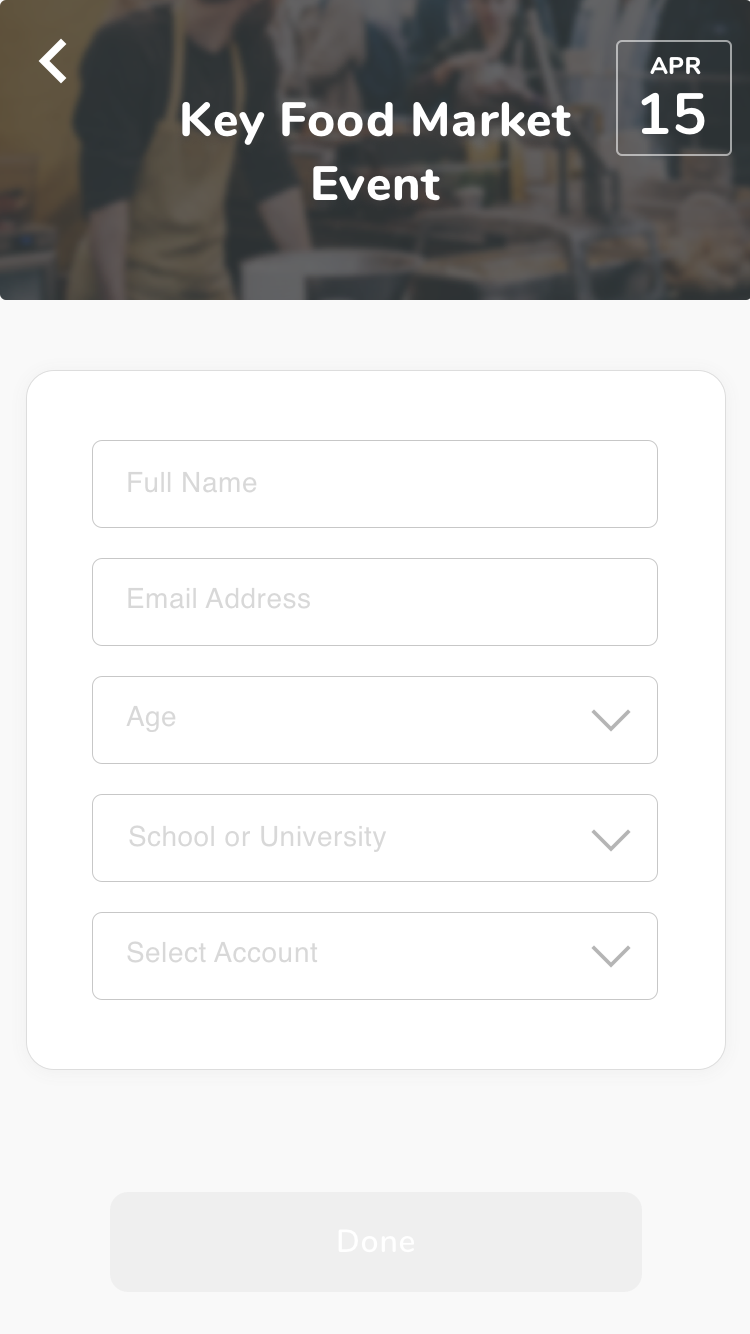 Key Food Market
Event
APR
15
Full Name
Email Address
Age
School or University
Select Account
Done